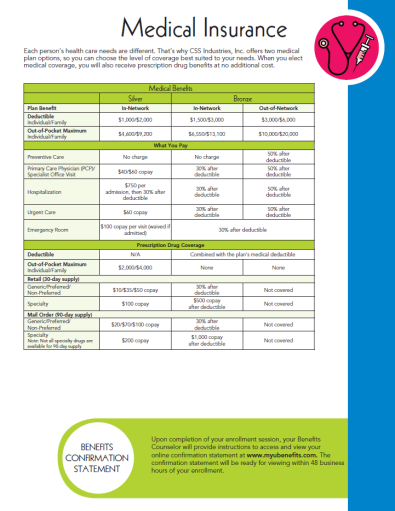 Medical Insurance
Each person's health care needs are different. That's why CSS Industries, Inc. offers two medical
plan options, so you can choose the level of coverage best suited to your needs. When you elect
medical coverage, you will also receive prescription drug benefits at no additional cost.
Medical Benefits
Silver Bronze
Plan Benefit In-Network In-Network Out-of-Network
Deductible
Individual/Family $1,000/$2,000 $1,500/$3,000 $3,000/$6,000
Out-of-Pocket Maximum
Individual/Family $4,600/$9,200 $6,550/$13,100 $10,000/$20,000
What You Pay
Preventive Care No charge No charge 50% after deductible
Primary Care Physician (PCP)/
Specialist Office Visit $40/$60 copay 30% after deductible 50% after deductible
Hospitalization $750 per admission, then 30% after deductible 30% after deductible 50% after deductible
Urgent Care $60 copay 30% after deductible 50% after deductible
Emergency Room $100 copay per visit (waived if admitted) 30% after deductible
Prescription Drug Coverage
Deductible N/A Combined with the plan's medical deductible
Out-of-Pocket Maximum
Individual/Family $2,000/$4,000 None None
Retail (30-day supply)
Generic/Preferred/
Non-Preferred $10/$35/$50 copay 30% after deductible Not covered
Specialty $100 copay $500 copay after deductible Not covered
Mail Order (90-day supply)
Generic/Preferred/
Non-Preferred $20/$70/$100 copay 30% after deductible Not covered
Specialty
Note: Not all specialty drugs are
available for 90-day supply $200 copay $1,000 copay after deductible Not covered
BENEFITS
CONFIRMATION
STATEMENT
Upon completion of your enrollment session, your Benefits
Counselor will provide instructions to access and view your
online confirmation statement at www.myubenefits.com. The
confirmation statement will be ready for viewing within 48 business
hours of your enrollment.